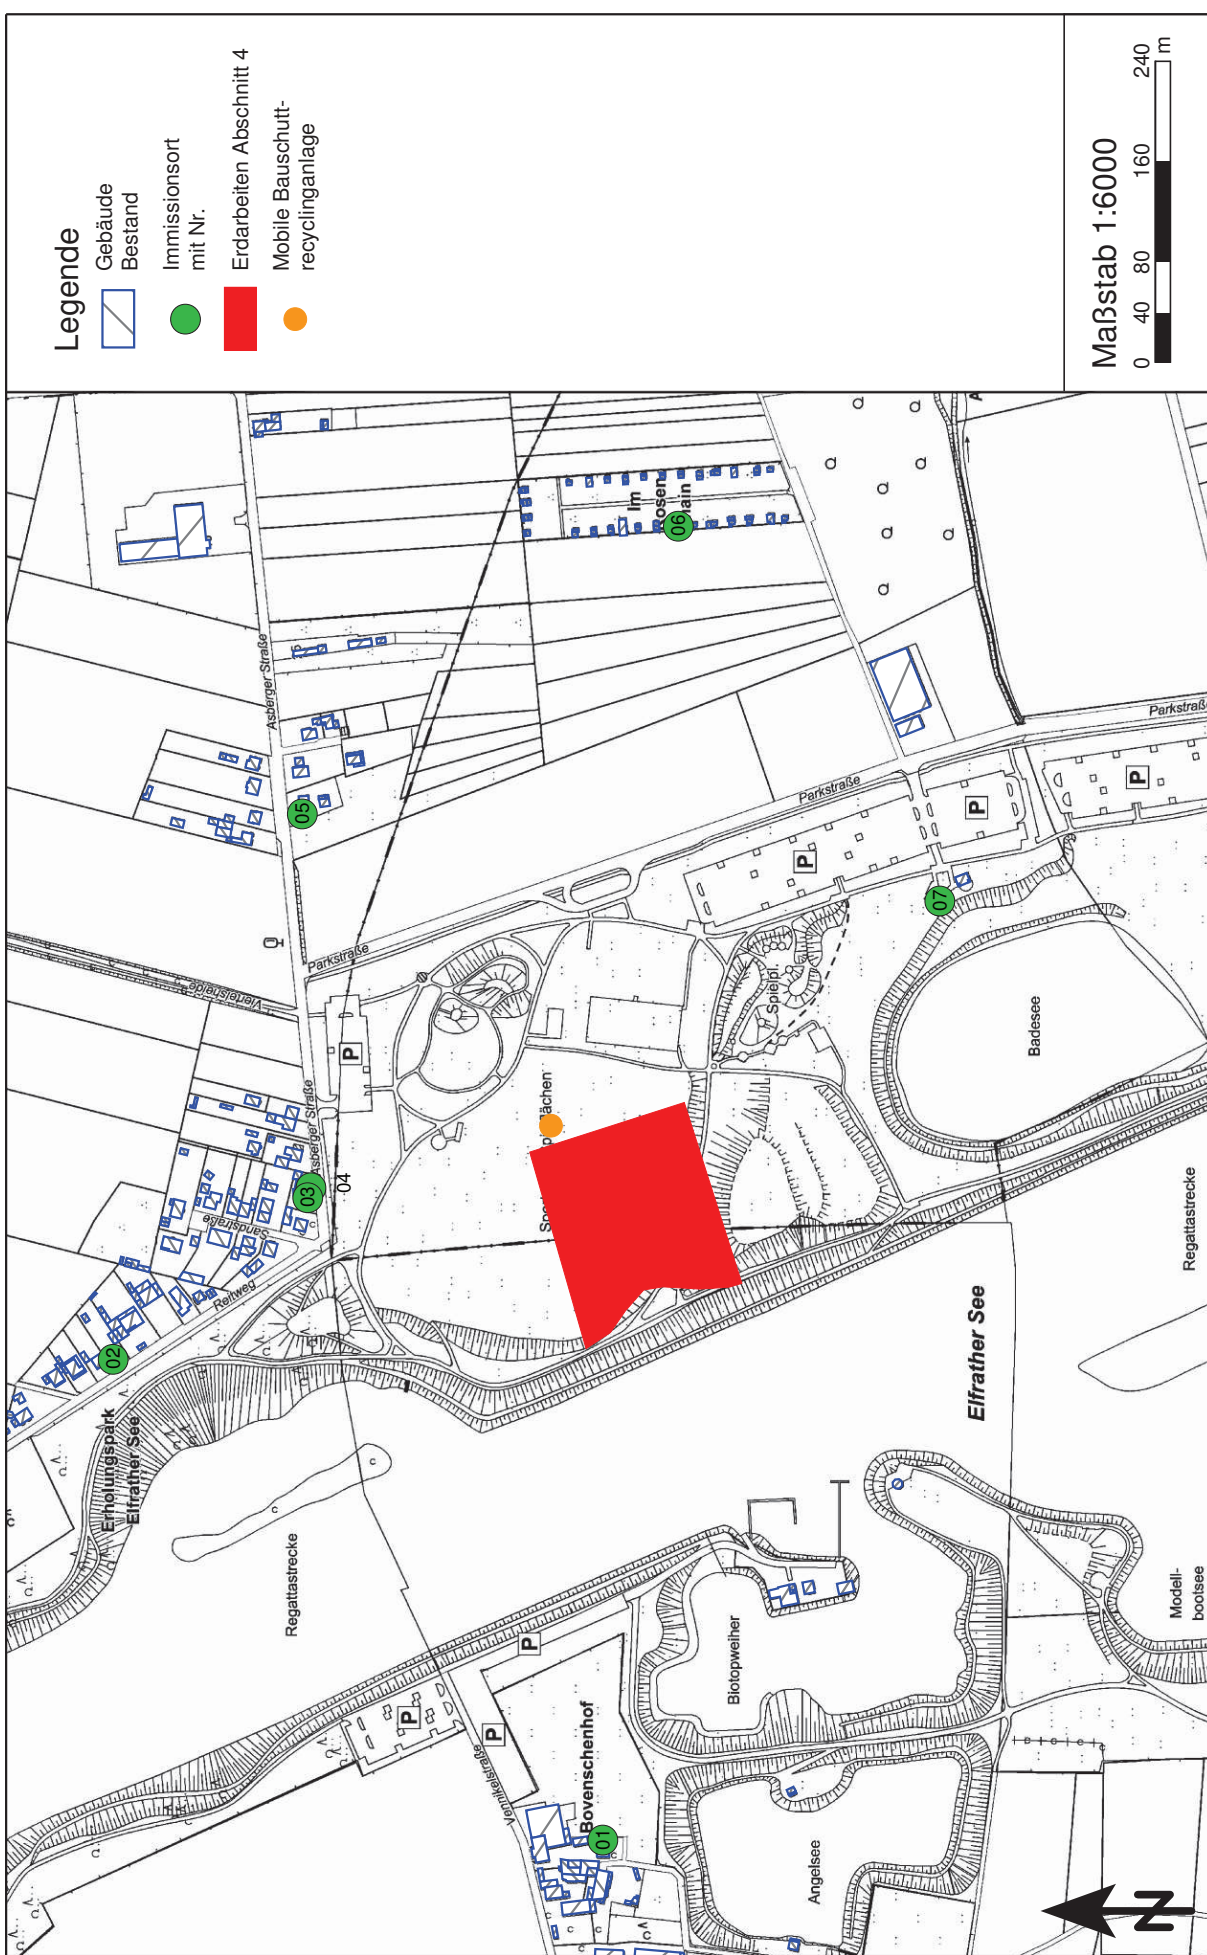 Legende
Gebäude
Bestand
Immissionsort
mit Nr.
Erdarbeiten Abschnitt 4
Mobile Bauschutt-
recyclinganlage
Maßstab 1:6000
0 40 80 160 240
m
Erholungspark
Elfrather See
Regattastrecke
Reitweg
Sandstraße
Asberger Straße
Viertelsheide
Parkstraße
Asberger Straße
02
03
04
05
P
Im
06
P
P
Vennikelstraße
P
Bovenschenhof
01
Biotopweiher
Angelsee
Elfrather See
Spielpl.
Parkstraße
P
P
P
07
Badesee
Parkstraße
Regattastrecke
Modell-
bootsee
N